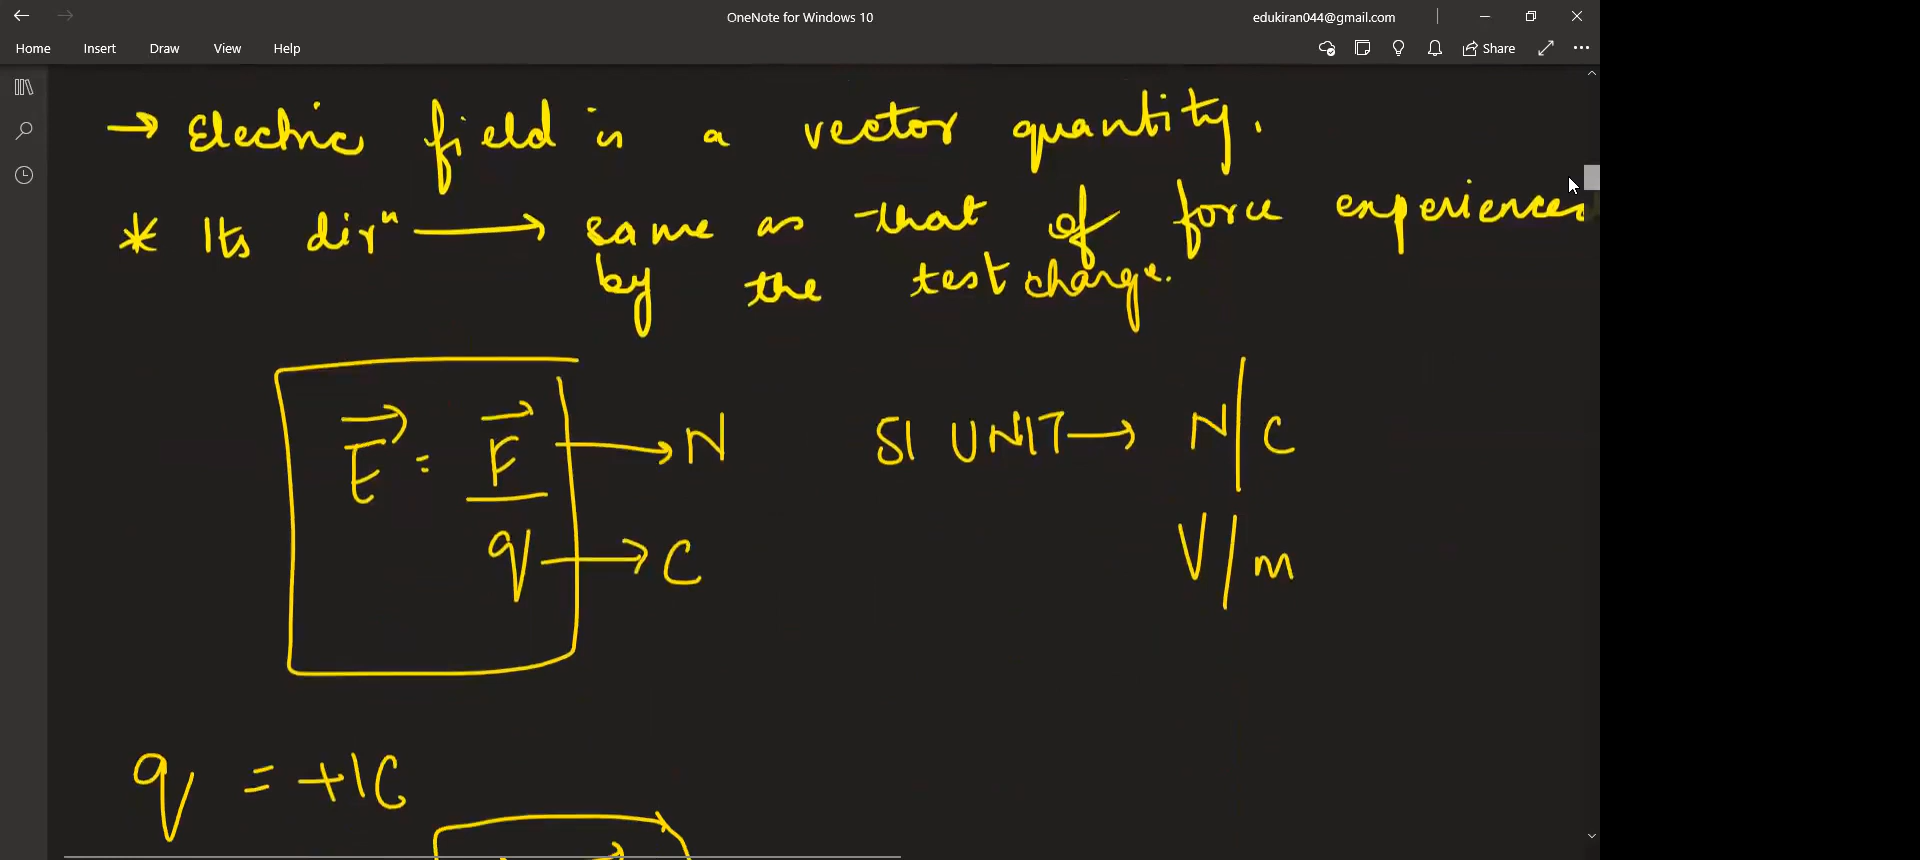 OneNote for Windows 10
edukiran044@gmail.com
Home Insert Draw View Help
Share
→ Electric field is a vector quantity.
* Its dirⁿ → same as that of force experiences
by the test charge.
E⃗ = F⃗ → N
q → C
SI UNIT → N/C
V/m
q = +1C